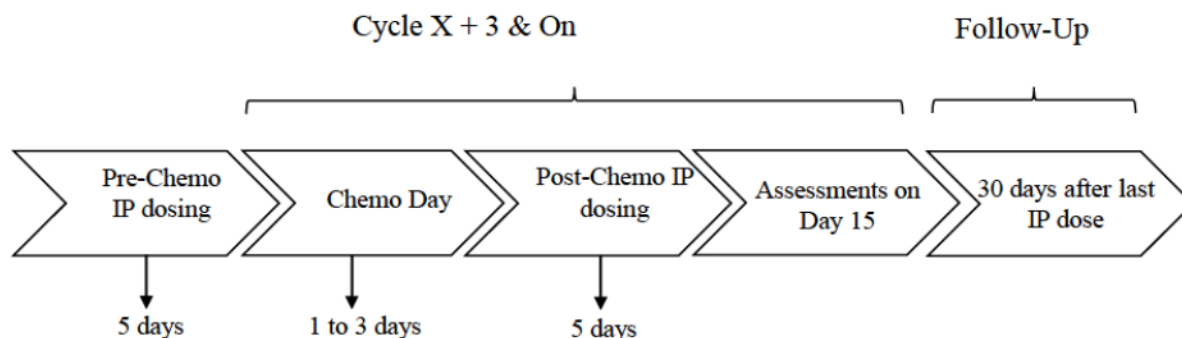 Cycle X + 3 & On
Follow-Up
Pre-Chemo
IP dosing
Chemo Day
Post-Chemo IP
dosing
Assessments on
Day 15
30 days after last
IP dose
5 days
1 to 3 days
5 days